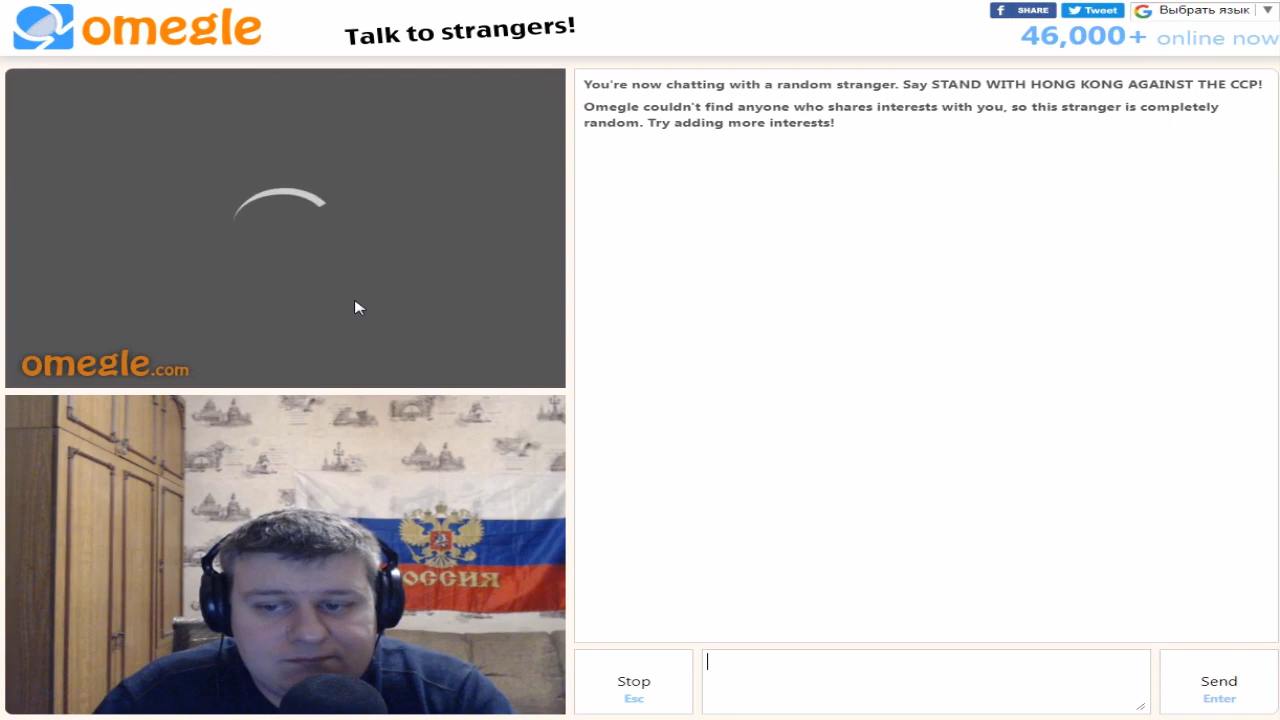 omegle
Talk to strangers!
SHARE
Tweet
Выбрать язык
46,000+ online now
You're now chatting with a random stranger. Say STAND WITH HONG KONG AGAINST THE CCP!
Omegle couldn't find anyone who shares interests with you, so this stranger is completely
random. Try adding more interests!
omegle.com
РОССИЯ
Stop
Esc
Send
Enter